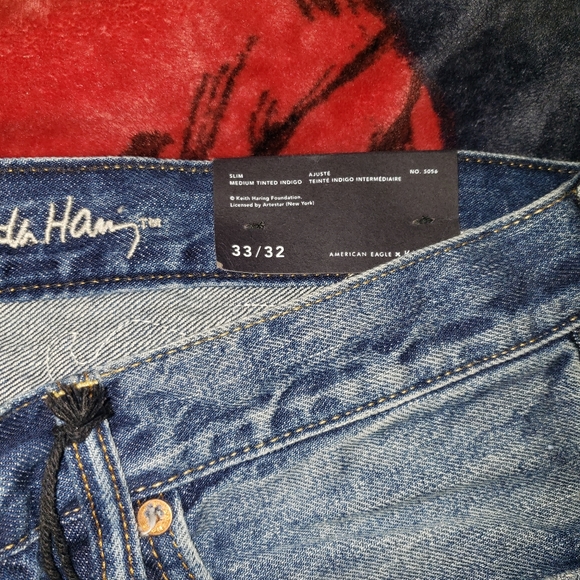 SLIM AJUSTÉ NO. 5056
MEDIUM TINTED INDIGO TEINTE INDIGO INTERMÉDIAIRE
© Keith Haring Foundation.
Licensed by Artestar (New York)
Haring™
33/32 AMERICAN EAGLE ×